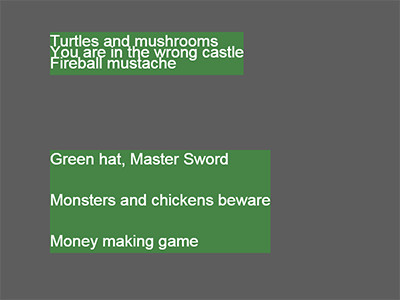 Turtles and mushrooms
You are in the wrong castle
Fireball mustache
Green hat, Master Sword
Monsters and chickens beware
Money making game